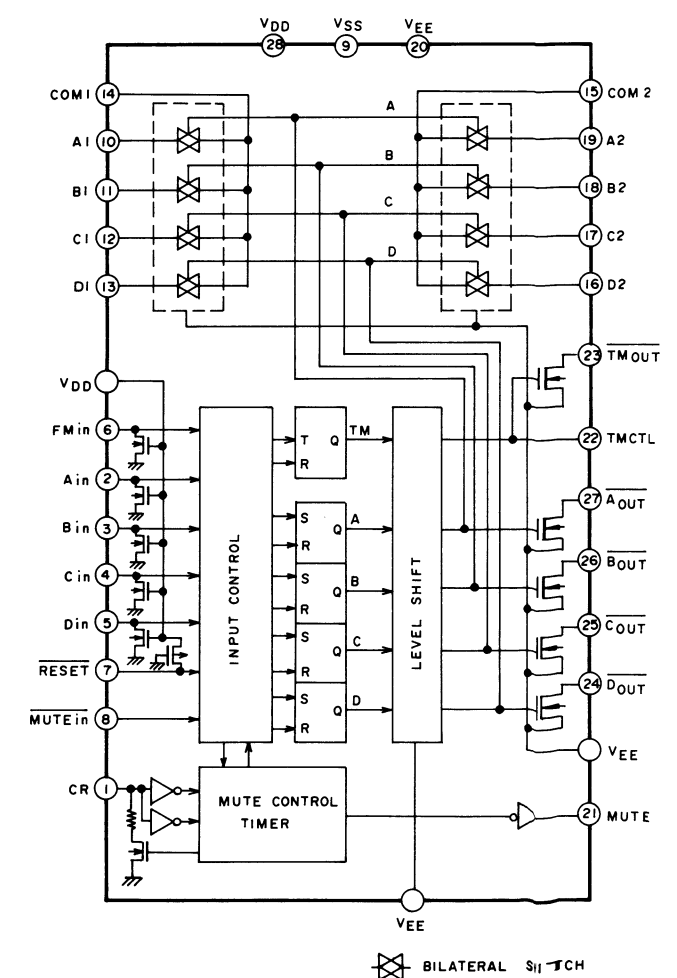 VDD VSS VEE
28 9 20
COM1 14 15 COM2
A
A1 10 19 A2
B
B1 11 18 B2
C
C1 12 17 C2
D
D1 13 16 D2
23 TMOUT
VDD
FMin 6 T Q TM 22 TMCTL
R
Ain 2
27 AOUT
Bin 3 S Q A
R
26 BOUT
Cin 4 S Q B
R
INPUT CONTROL
LEVEL SHIFT
Din 5 25 COUT
S Q C
R
RESET 7
24 DOUT
S Q D
R
MUTEin 8
VEE
CR 1 MUTE CONTROL
TIMER
21 MUTE
VEE
BILATERAL